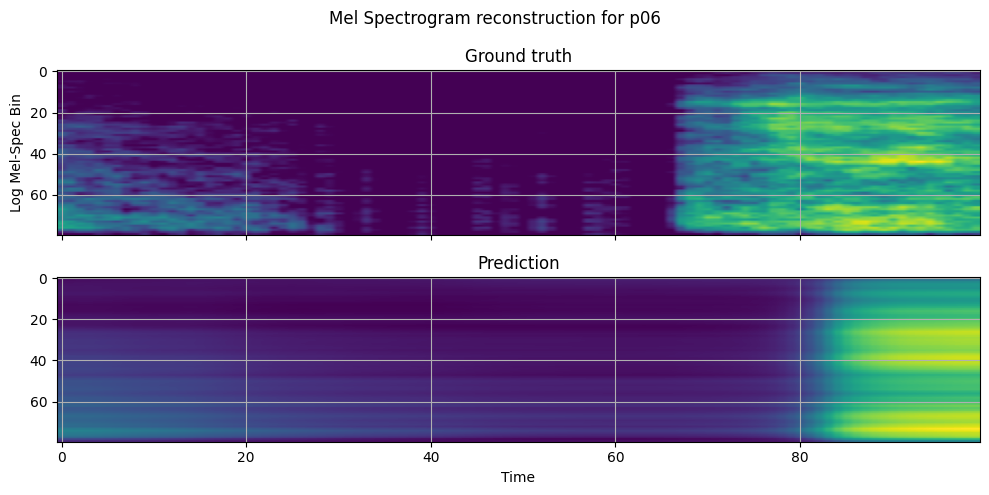 Mel Spectrogram reconstruction for p06
Ground truth
0
20
40
60
Log Mel-Spec Bin
Prediction
0
20
40
60
0 20 40 60 80
Time